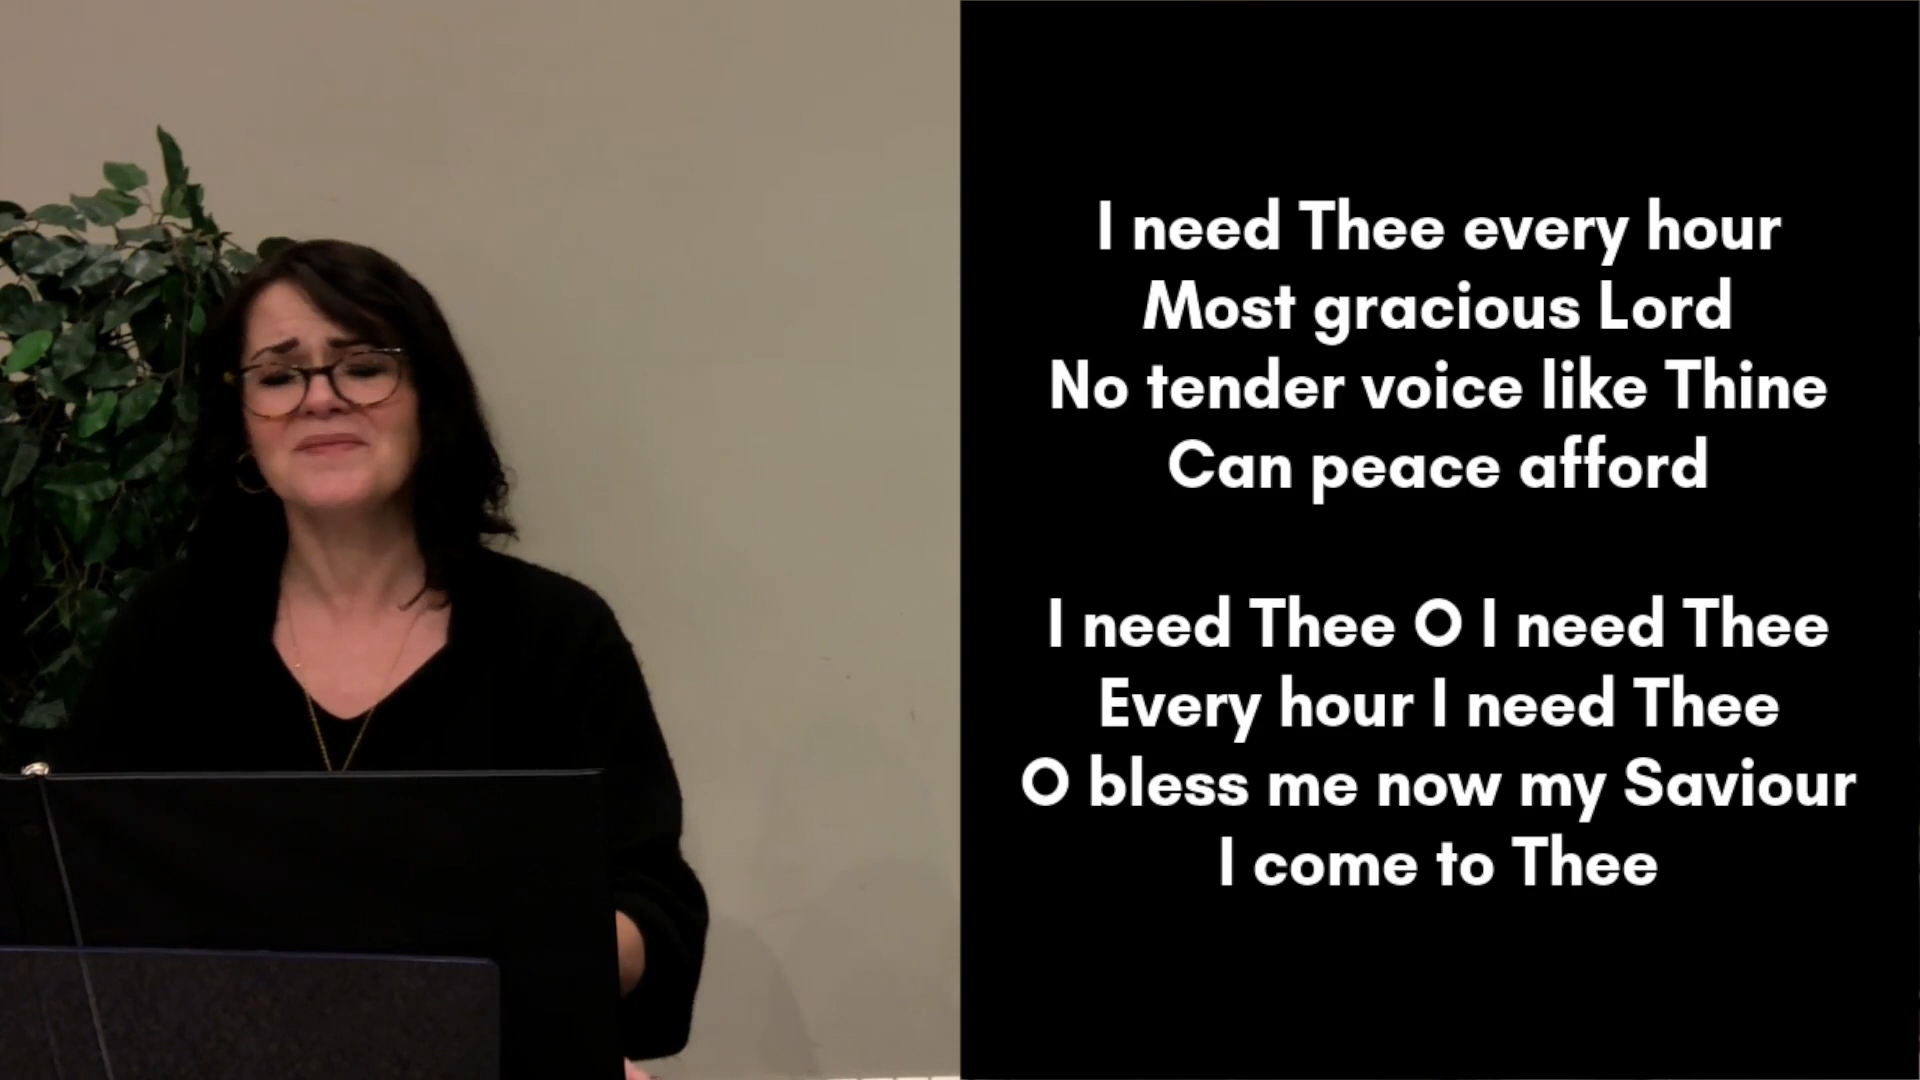 I need Thee every hour
Most gracious Lord
No tender voice like Thine
Can peace afford
I need Thee O I need Thee
Every hour I need Thee
O bless me now my Saviour
I come to Thee